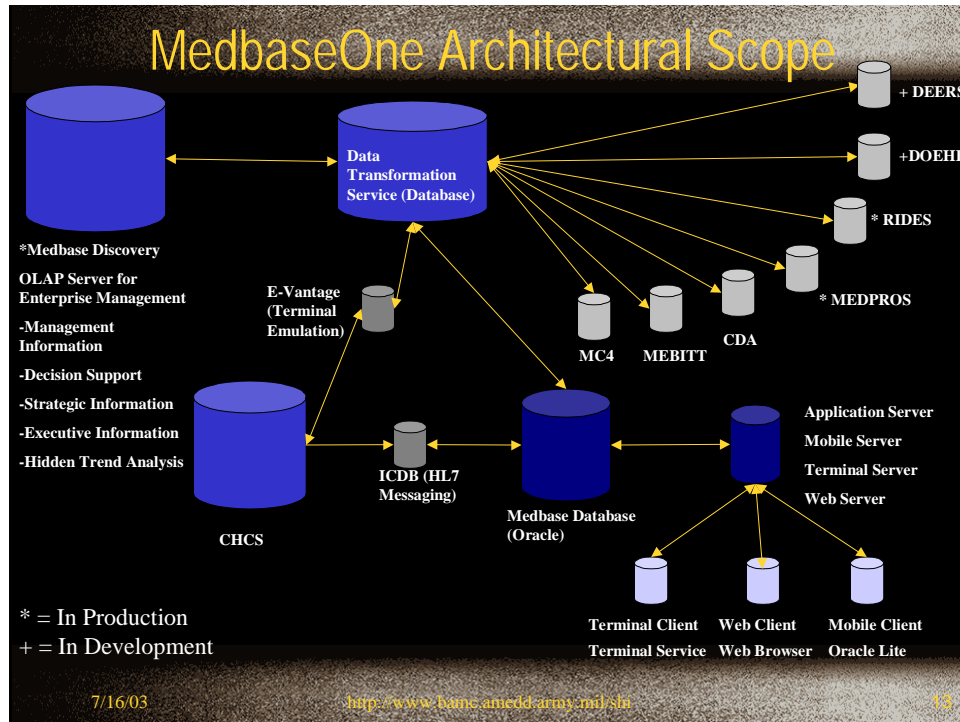 MedbaseOne Architectural Scope
+ DEERS
Data
Transformation
Service (Database)
+DOEHR
* RIDES
*Medbase Discovery
OLAP Server for
Enterprise Management
-Management
Information
-Decision Support
-Strategic Information
-Executive Information
-Hidden Trend Analysis
E-Vantage
(Terminal
Emulation)
* MEDPROS
CDA
MC4
MEBITT
Application Server
Mobile Server
Terminal Server
Web Server
ICDB (HL7
Messaging)
Medbase Database
(Oracle)
CHCS
* = In Production
+ = In Development
Terminal Client
Terminal Service
Web Client
Web Browser
Mobile Client
Oracle Lite
7/16/03
http://www.bamc.amedd.army.mil/shi
13